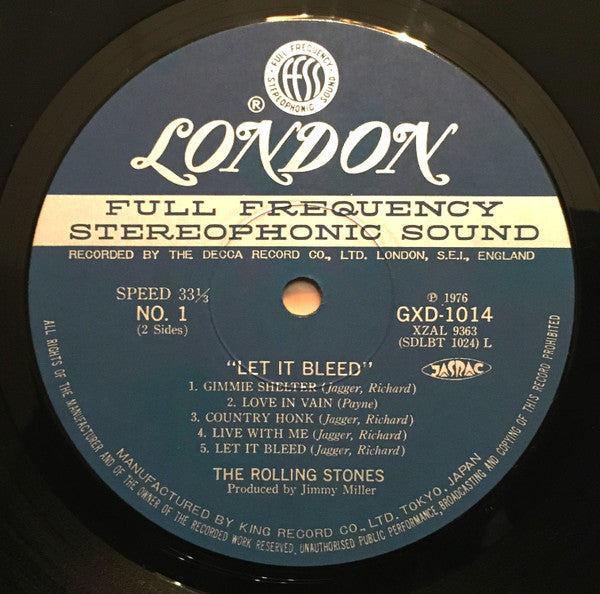 FULL FREQUENCY
FFSS
STEREOPHONIC SOUND
®
LONDON
FULL FREQUENCY
STEREOPHONIC SOUND
RECORDED BY THE DECCA RECORD CO., LTD. LONDON, S.E.I., ENGLAND
SPEED 33⅓
NO. 1
(2 Sides)
℗ 1976
GXD-1014
XZAL 9363
(SDLBT 1024) L
JASRAC
"LET IT BLEED"
1. GIMMIE SHELTER (Jagger, Richard)
2. LOVE IN VAIN (Payne)
3. COUNTRY HONK (Jagger, Richard)
4. LIVE WITH ME (Jagger, Richard)
5. LET IT BLEED (Jagger, Richard)
THE ROLLING STONES
Produced by Jimmy Miller
MANUFACTURED BY KING RECORD CO., LTD. TOKYO, JAPAN
ALL RIGHTS OF THE MANUFACTURER AND OF THE OWNER OF THE RECORDED WORK RESERVED, UNAUTHORISED PUBLIC PERFORMANCE, BROADCASTING AND COPYING OF THIS RECORD PROHIBITED